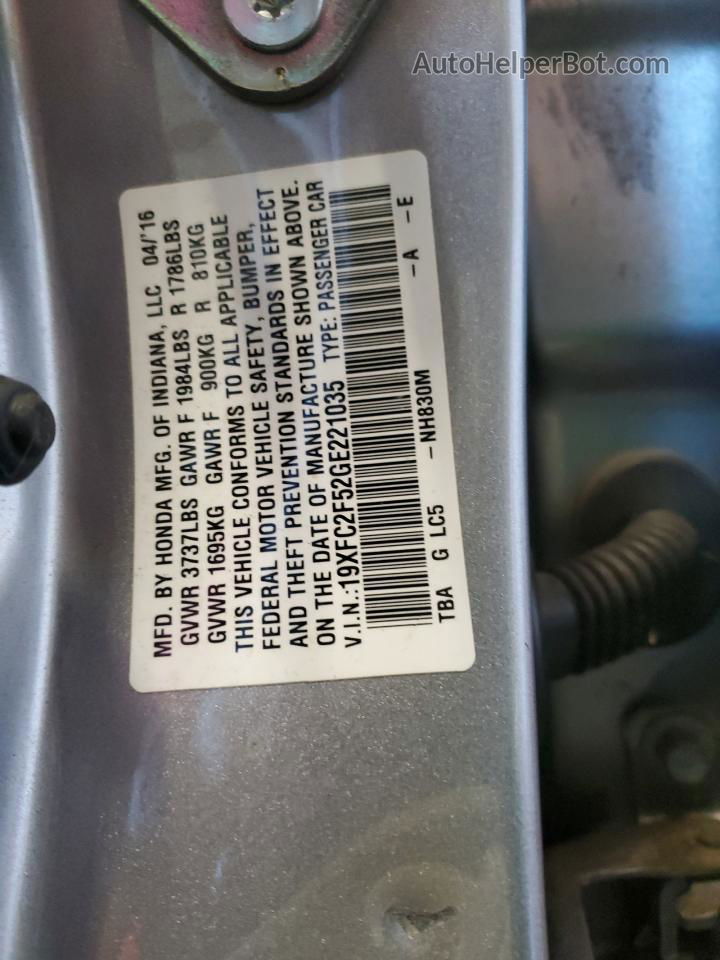 AutoHelperBot.com
MFD. BY HONDA MFG. OF INDIANA, LLC 04/'16
GVWR 3737LBS GAWR F 1984LBS R 1786LBS
GVWR 1695KG GAWR F 900KG R 810KG
THIS VEHICLE CONFORMS TO ALL APPLICABLE
FEDERAL MOTOR VEHICLE SAFETY, BUMPER,
AND THEFT PREVENTION STANDARDS IN EFFECT
ON THE DATE OF MANUFACTURE SHOWN ABOVE.
V.I.N.:19XFC2F52GE221035 TYPE: PASSENGER CAR
TBA G LC5 -NH830M -A -E